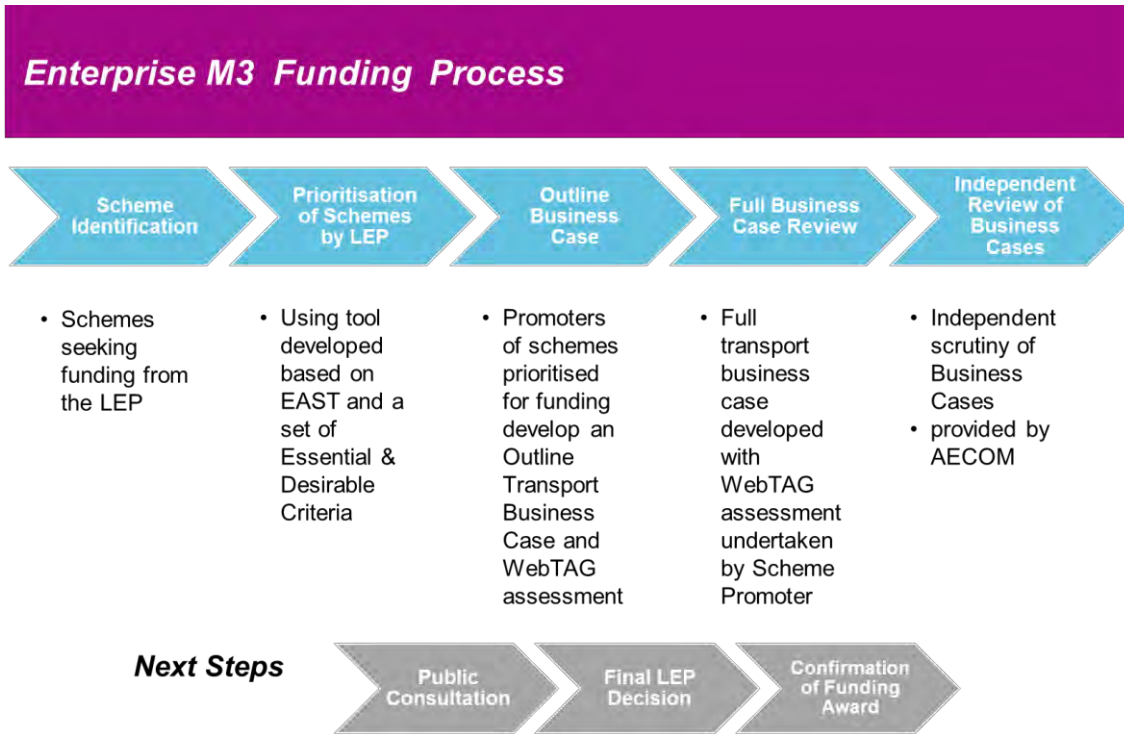 Enterprise M3 Funding Process
Scheme
Identification
Prioritisation
of Schemes
by LEP
Outline
Business
Case
Full Business
Case Review
Independent
Review of
Business
Cases
• Schemes
seeking
funding from
the LEP
• Using tool
developed
based on
EAST and a
set of
Essential &
Desirable
Criteria
• Promoters
of schemes
prioritised
for funding
develop an
Outline
Transport
Business
Case and
WebTAG
assessment
• Full
transport
business
case
developed
with
WebTAG
assessment
undertaken
by Scheme
Promoter
• Independent
scrutiny of
Business
Cases
• provided by
AECOM
Next Steps
Public
Consultation
Final LEP
Decision
Confirmation
of Funding
Award